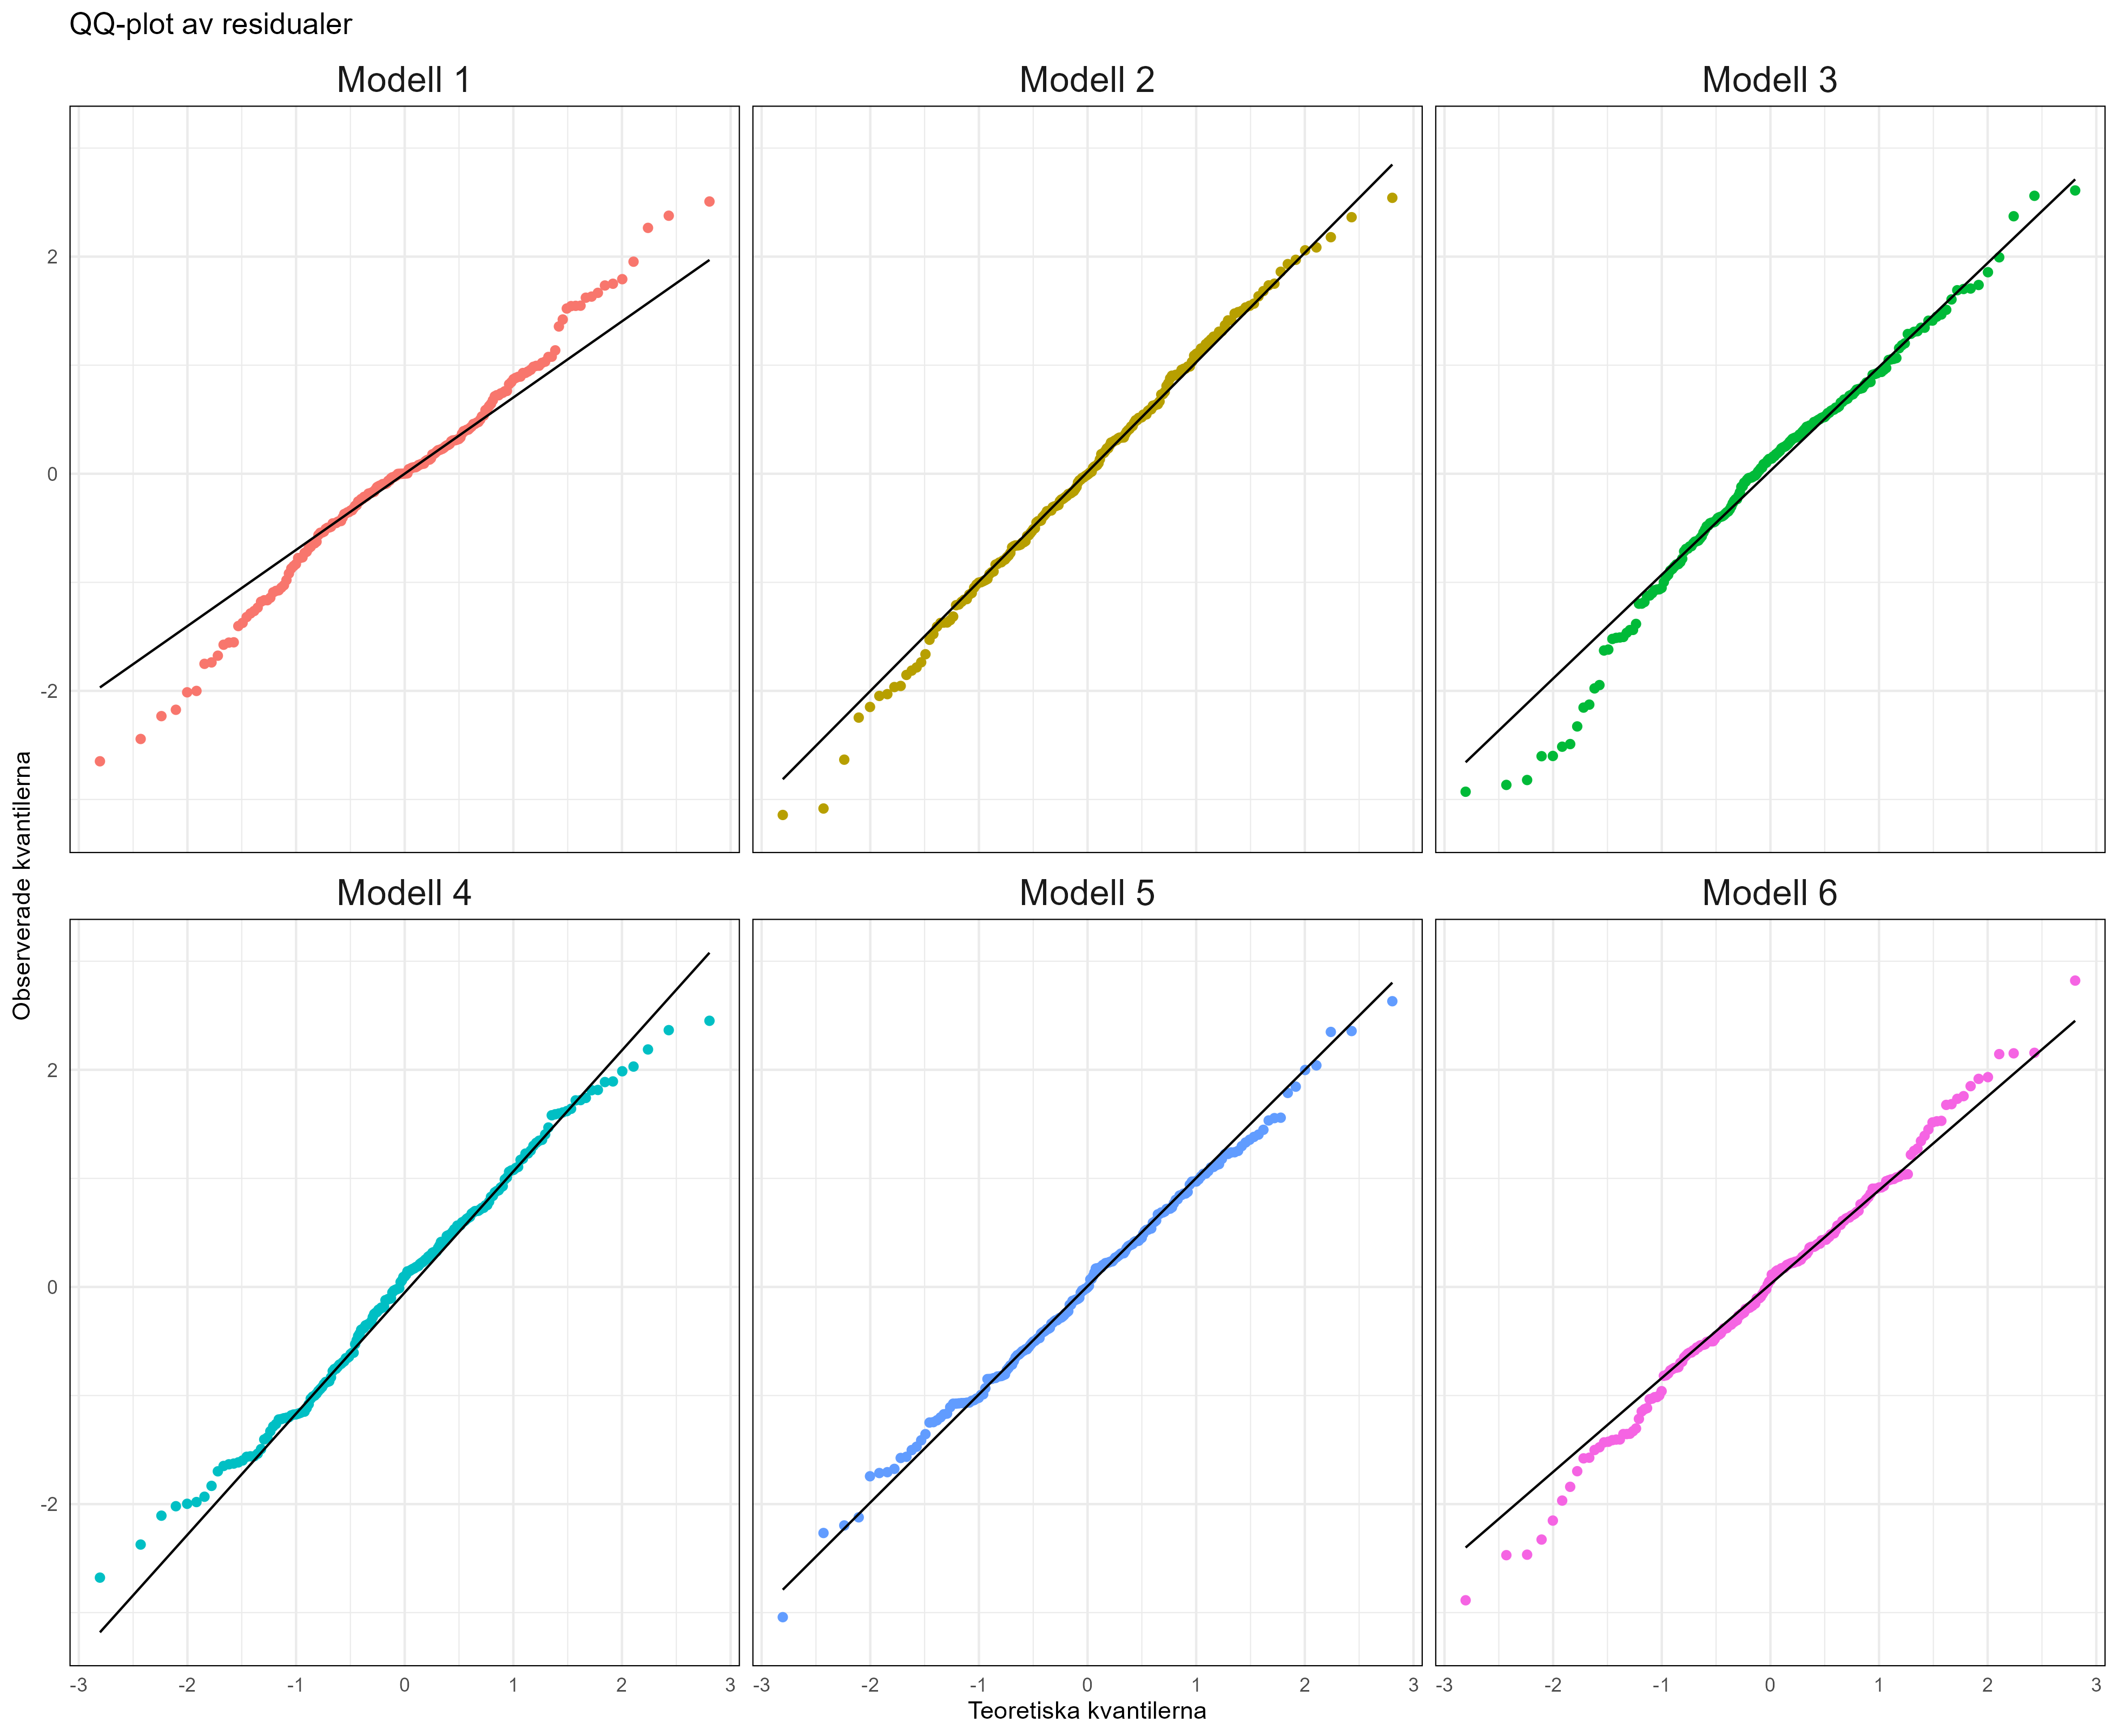 QQ-plot av residualer
Modell 1
Modell 2
Modell 3
2
0
-2
Observerade kvantilerna
Modell 4
Modell 5
Modell 6
2
0
-2
-3 -2 -1 0 1 2 3
-3 -2 -1 0 1 2 3
-3 -2 -1 0 1 2 3
Teoretiska kvantilerna